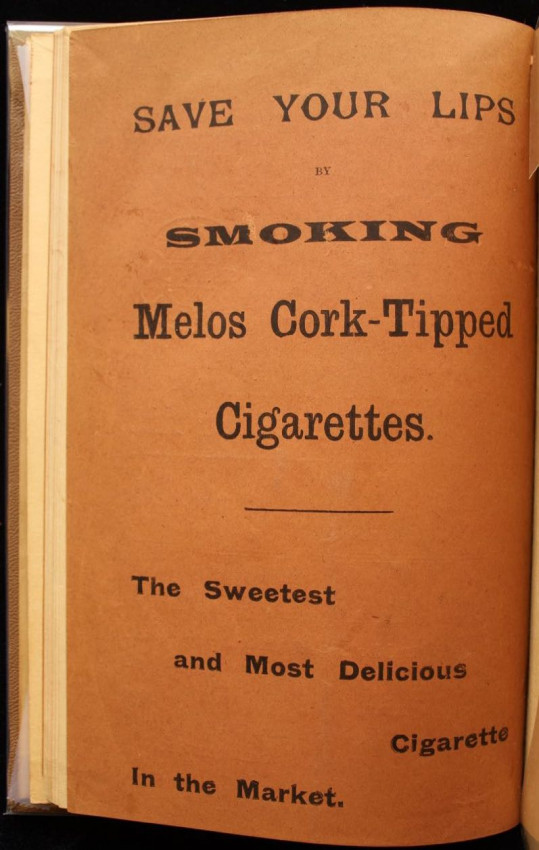 SAVE YOUR LIPS
BY
SMOKING
Melos Cork-Tipped
Cigarettes.
The Sweetest
and Most Delicious
Cigarette
In the Market.